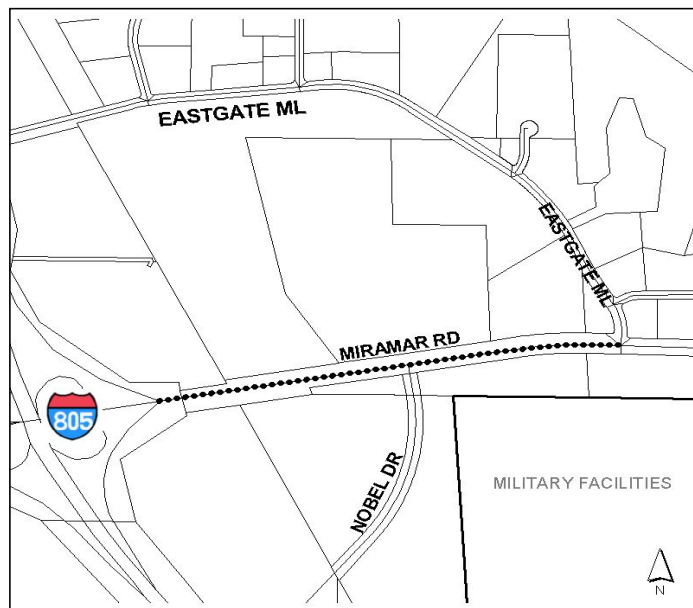 EASTGATE ML
EASTGATE ML
MIRAMAR RD
805
NOBEL DR
MILITARY FACILITIES
N